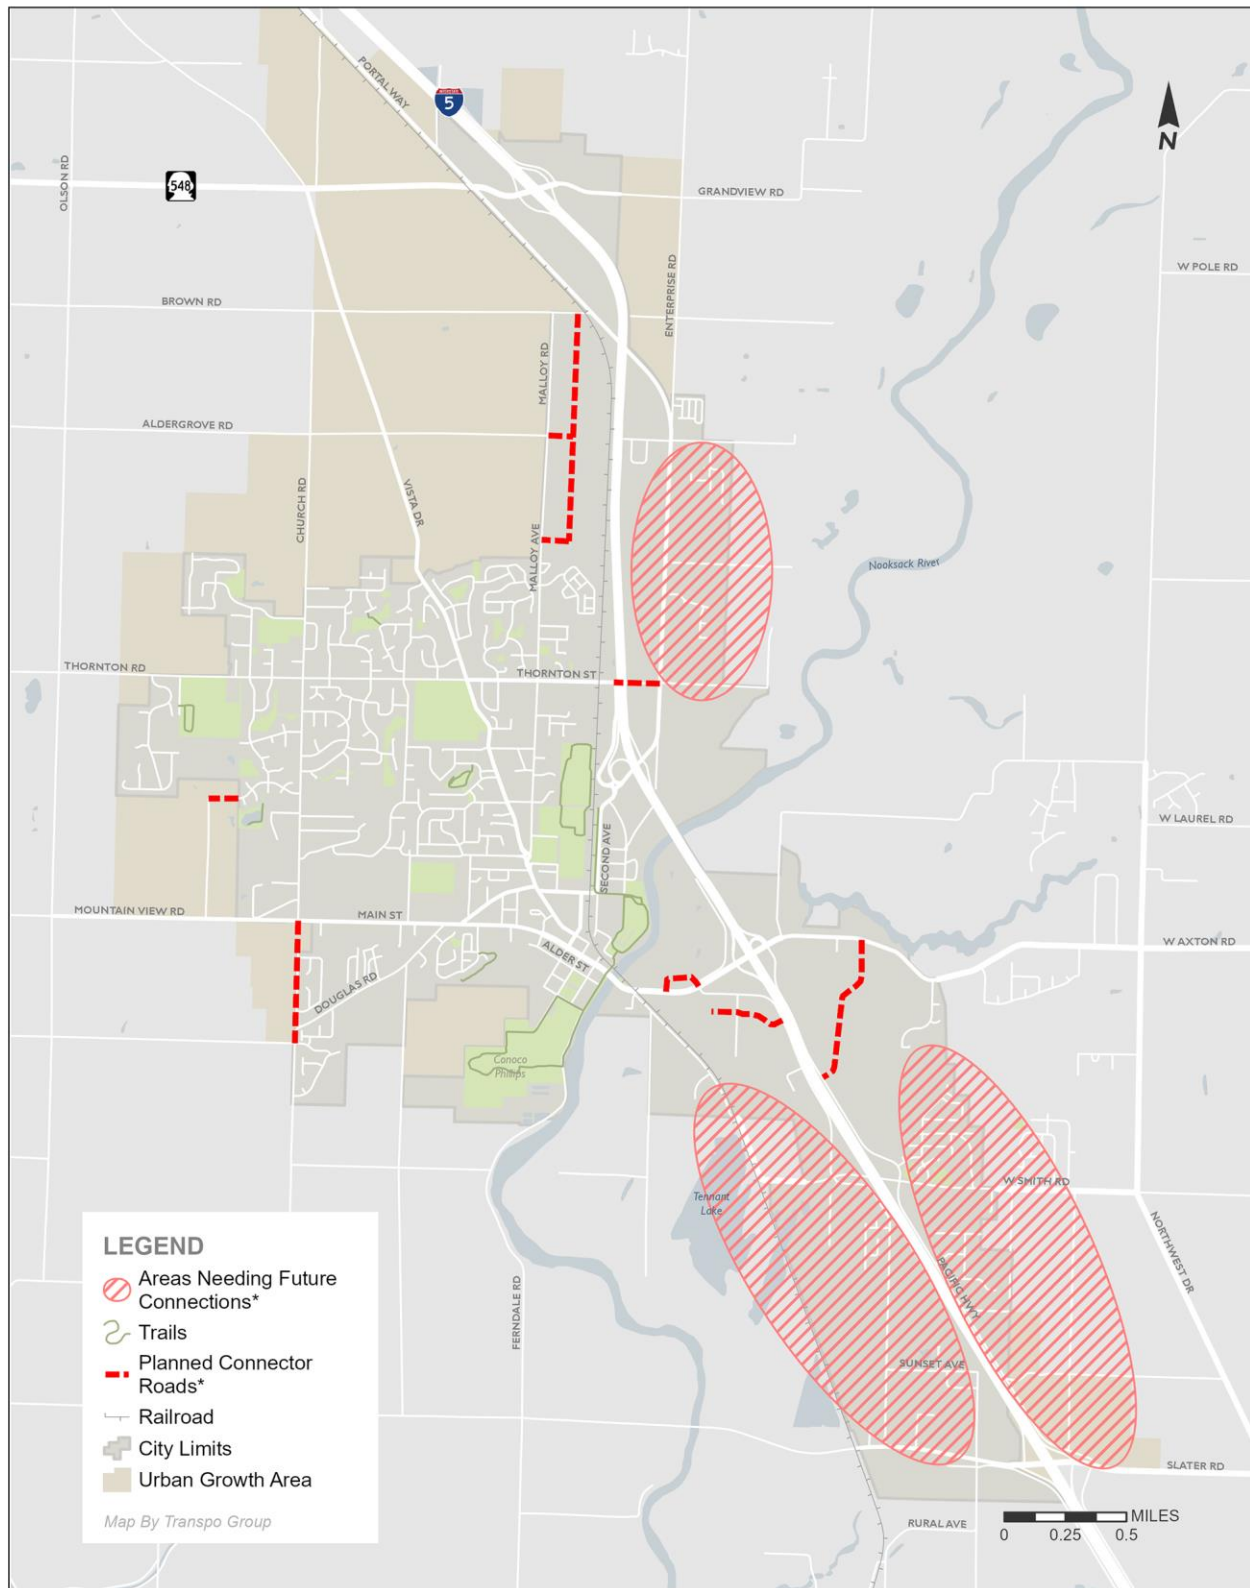 PORTAL WAY
INTERSTATE
5
N
OLSON RD
548
GRANDVIEW RD
W POLE RD
ENTERPRISE RD
BROWN RD
MALLOY RD
ALDERGROVE RD
CHURCH RD
VISTA DR
MALLOY AVE
Nooksack River
THORNTON RD
THORNTON ST
W LAUREL RD
SECOND AVE
MOUNTAIN VIEW RD
MAIN ST
W AXTON RD
ALDER ST
DOUGLAS RD
Conoco
Phillips
W SMITH RD
Tennant
Lake
NORTHWEST DR
PACIFIC HWY
FERNDALE RD
SUNSET AVE
SLATER RD
RURAL AVE
LEGEND
Areas Needing Future
Connections*
Trails
Planned Connector
Roads*
Railroad
City Limits
Urban Growth Area
Map By Transpo Group
MILES
0 0.25 0.5